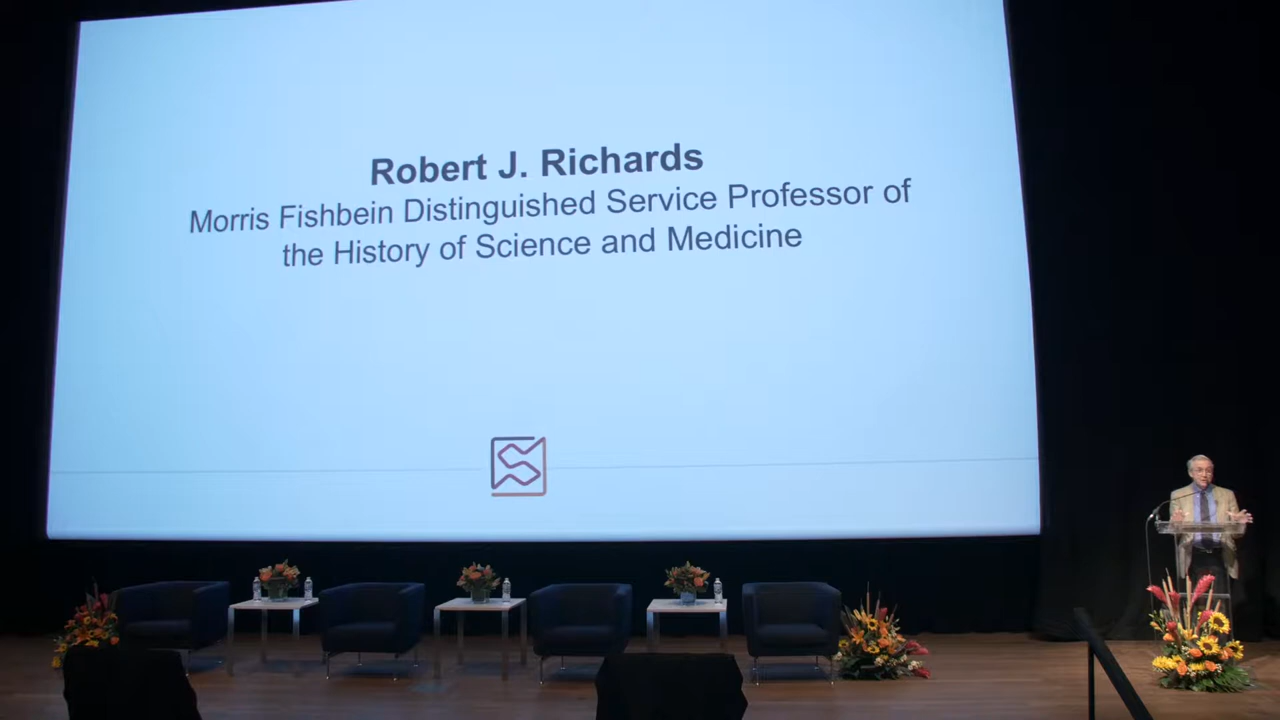 Robert J. Richards
Morris Fishbein Distinguished Service Professor of
the History of Science and Medicine